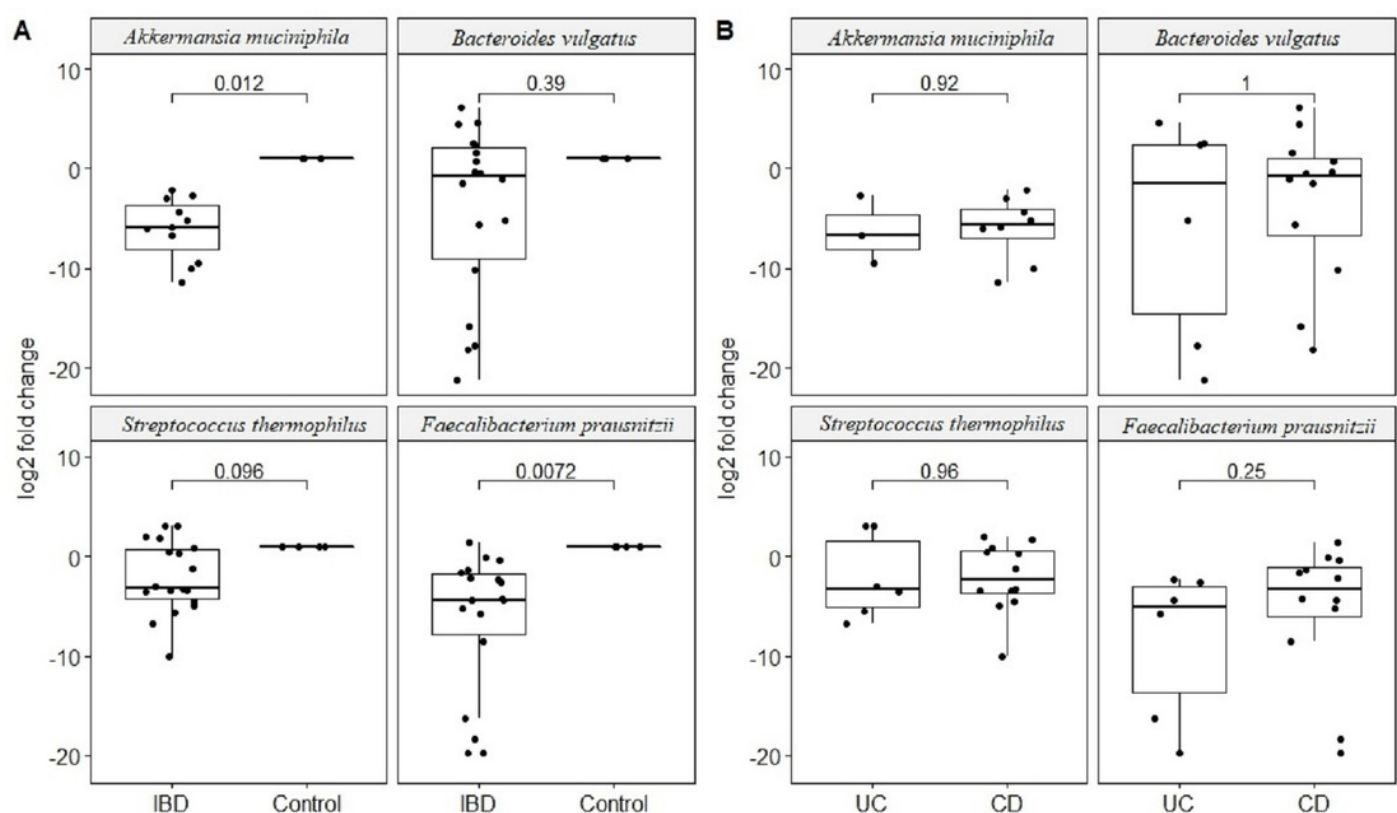 A
B
Akkermansia muciniphila
Bacteroides vulgatus
Akkermansia muciniphila
Bacteroides vulgatus
10
0
-10
-20
0.012
0.39
10
0
-10
-20
0.92
1
log2 fold change
log2 fold change
Streptococcus thermophilus
Faecalibacterium prausnitzii
Streptococcus thermophilus
Faecalibacterium prausnitzii
10
0
-10
-20
0.096
0.0072
10
0
-10
-20
0.96
0.25
IBD
Control
IBD
Control
UC
CD
UC
CD